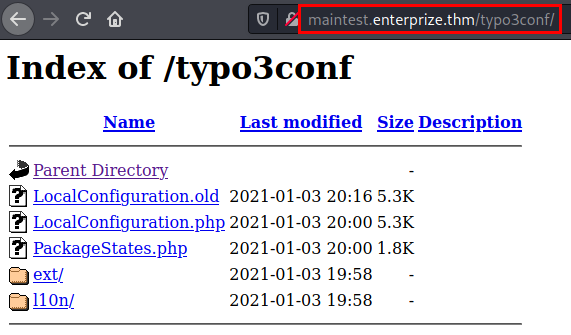 maintest.enterprize.thm/typo3conf/
Index of /typo3conf
Name Last modified Size Description
Parent Directory -
LocalConfiguration.old 2021-01-03 20:16 5.3K
LocalConfiguration.php 2021-01-03 20:00 5.3K
PackageStates.php 2021-01-03 20:00 1.8K
ext/ 2021-01-03 19:58 -
l10n/ 2021-01-03 19:58 -